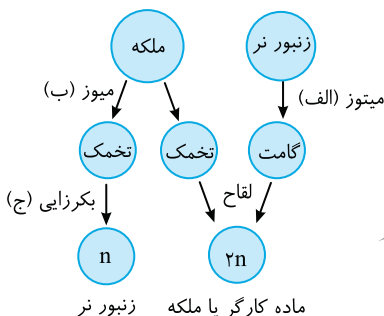 زنبور نر
ملکه
میتوز (الف)
میوز (ب)
گامت
تخمک
تخمک
لقاح
بکرزایی (ج)
۲n
n
ماده کارگر یا ملکه
زنبور نر